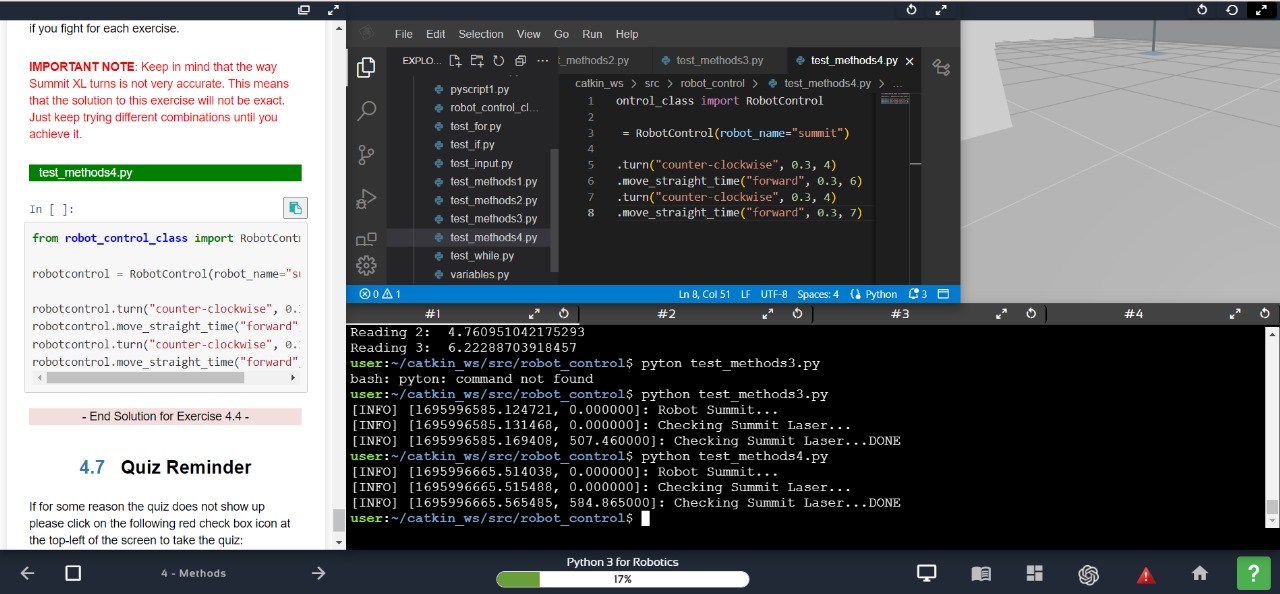 if you fight for each exercise.
IMPORTANT NOTE: Keep in mind that the way
Summit XL turns is not very accurate. This means
that the solution to this exercise will not be exact.
Just keep trying different combinations until you
achieve it.
test_methods4.py
In [ ]:
from robot_control_class import RobotContr
robotcontrol = RobotControl(robot_name="su
robotcontrol.turn("counter-clockwise", 0.
robotcontrol.move_straight_time("forward"
robotcontrol.turn("counter-clockwise", 0.
robotcontrol.move_straight_time("forward"
- End Solution for Exercise 4.4 -
4.7 Quiz Reminder
If for some reason the quiz does not show up
please click on the following red check box icon at
the top-left of the screen to take the quiz:
File Edit Selection View Go Run Help
EXPLO...
pyscript1.py
robot_control_cl...
test_for.py
test_if.py
test_input.py
test_methods1.py
test_methods2.py
test_methods3.py
test_methods4.py
test_while.py
variables.py
t_methods2.py test_methods3.py test_methods4.py
catkin_ws > src > robot_control > test_methods4.py > ...
1 ontrol_class import RobotControl
2
3 = RobotControl(robot_name="summit")
4
5 .turn("counter-clockwise", 0.3, 4)
6 .move_straight_time("forward", 0.3, 6)
7 .turn("counter-clockwise", 0.3, 4)
8 .move_straight_time("forward", 0.3, 7)
0 1 Ln 8, Col 51 LF UTF-8 Spaces: 4 Python 3
#1 #2 #3 #4
Reading 2:  4.760951042175293
Reading 3:  6.22288703918457
user:~/catkin_ws/src/robot_control$ pyton test_methods3.py
bash: pyton: command not found
user:~/catkin_ws/src/robot_control$ python test_methods3.py
[INFO] [1695996585.124721, 0.000000]: Robot Summit...
[INFO] [1695996585.131468, 0.000000]: Checking Summit Laser...
[INFO] [1695996585.169408, 507.460000]: Checking Summit Laser...DONE
user:~/catkin_ws/src/robot_control$ python test_methods4.py
[INFO] [1695996665.514038, 0.000000]: Robot Summit...
[INFO] [1695996665.515488, 0.000000]: Checking Summit Laser...
[INFO] [1695996665.565485, 584.865000]: Checking Summit Laser...DONE
user:~/catkin_ws/src/robot_control$
4 - Methods
Python 3 for Robotics
17%
?